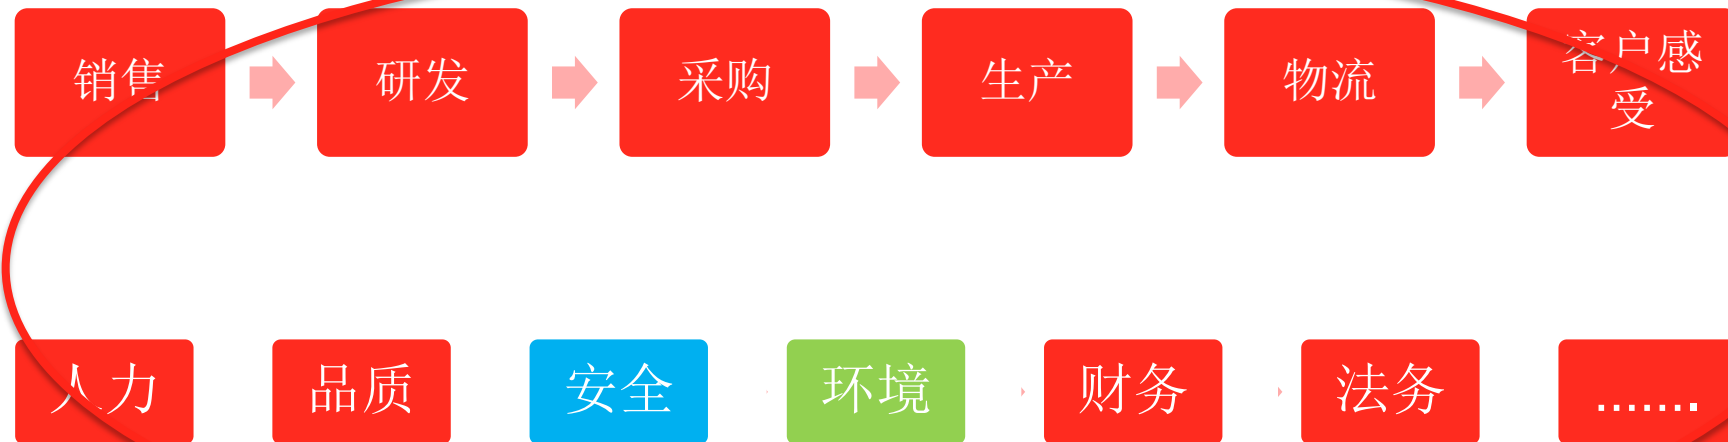 销售
研发
采购
生产
物流
客户感
受
人力
品质
安全
环境
财务
法务
.......